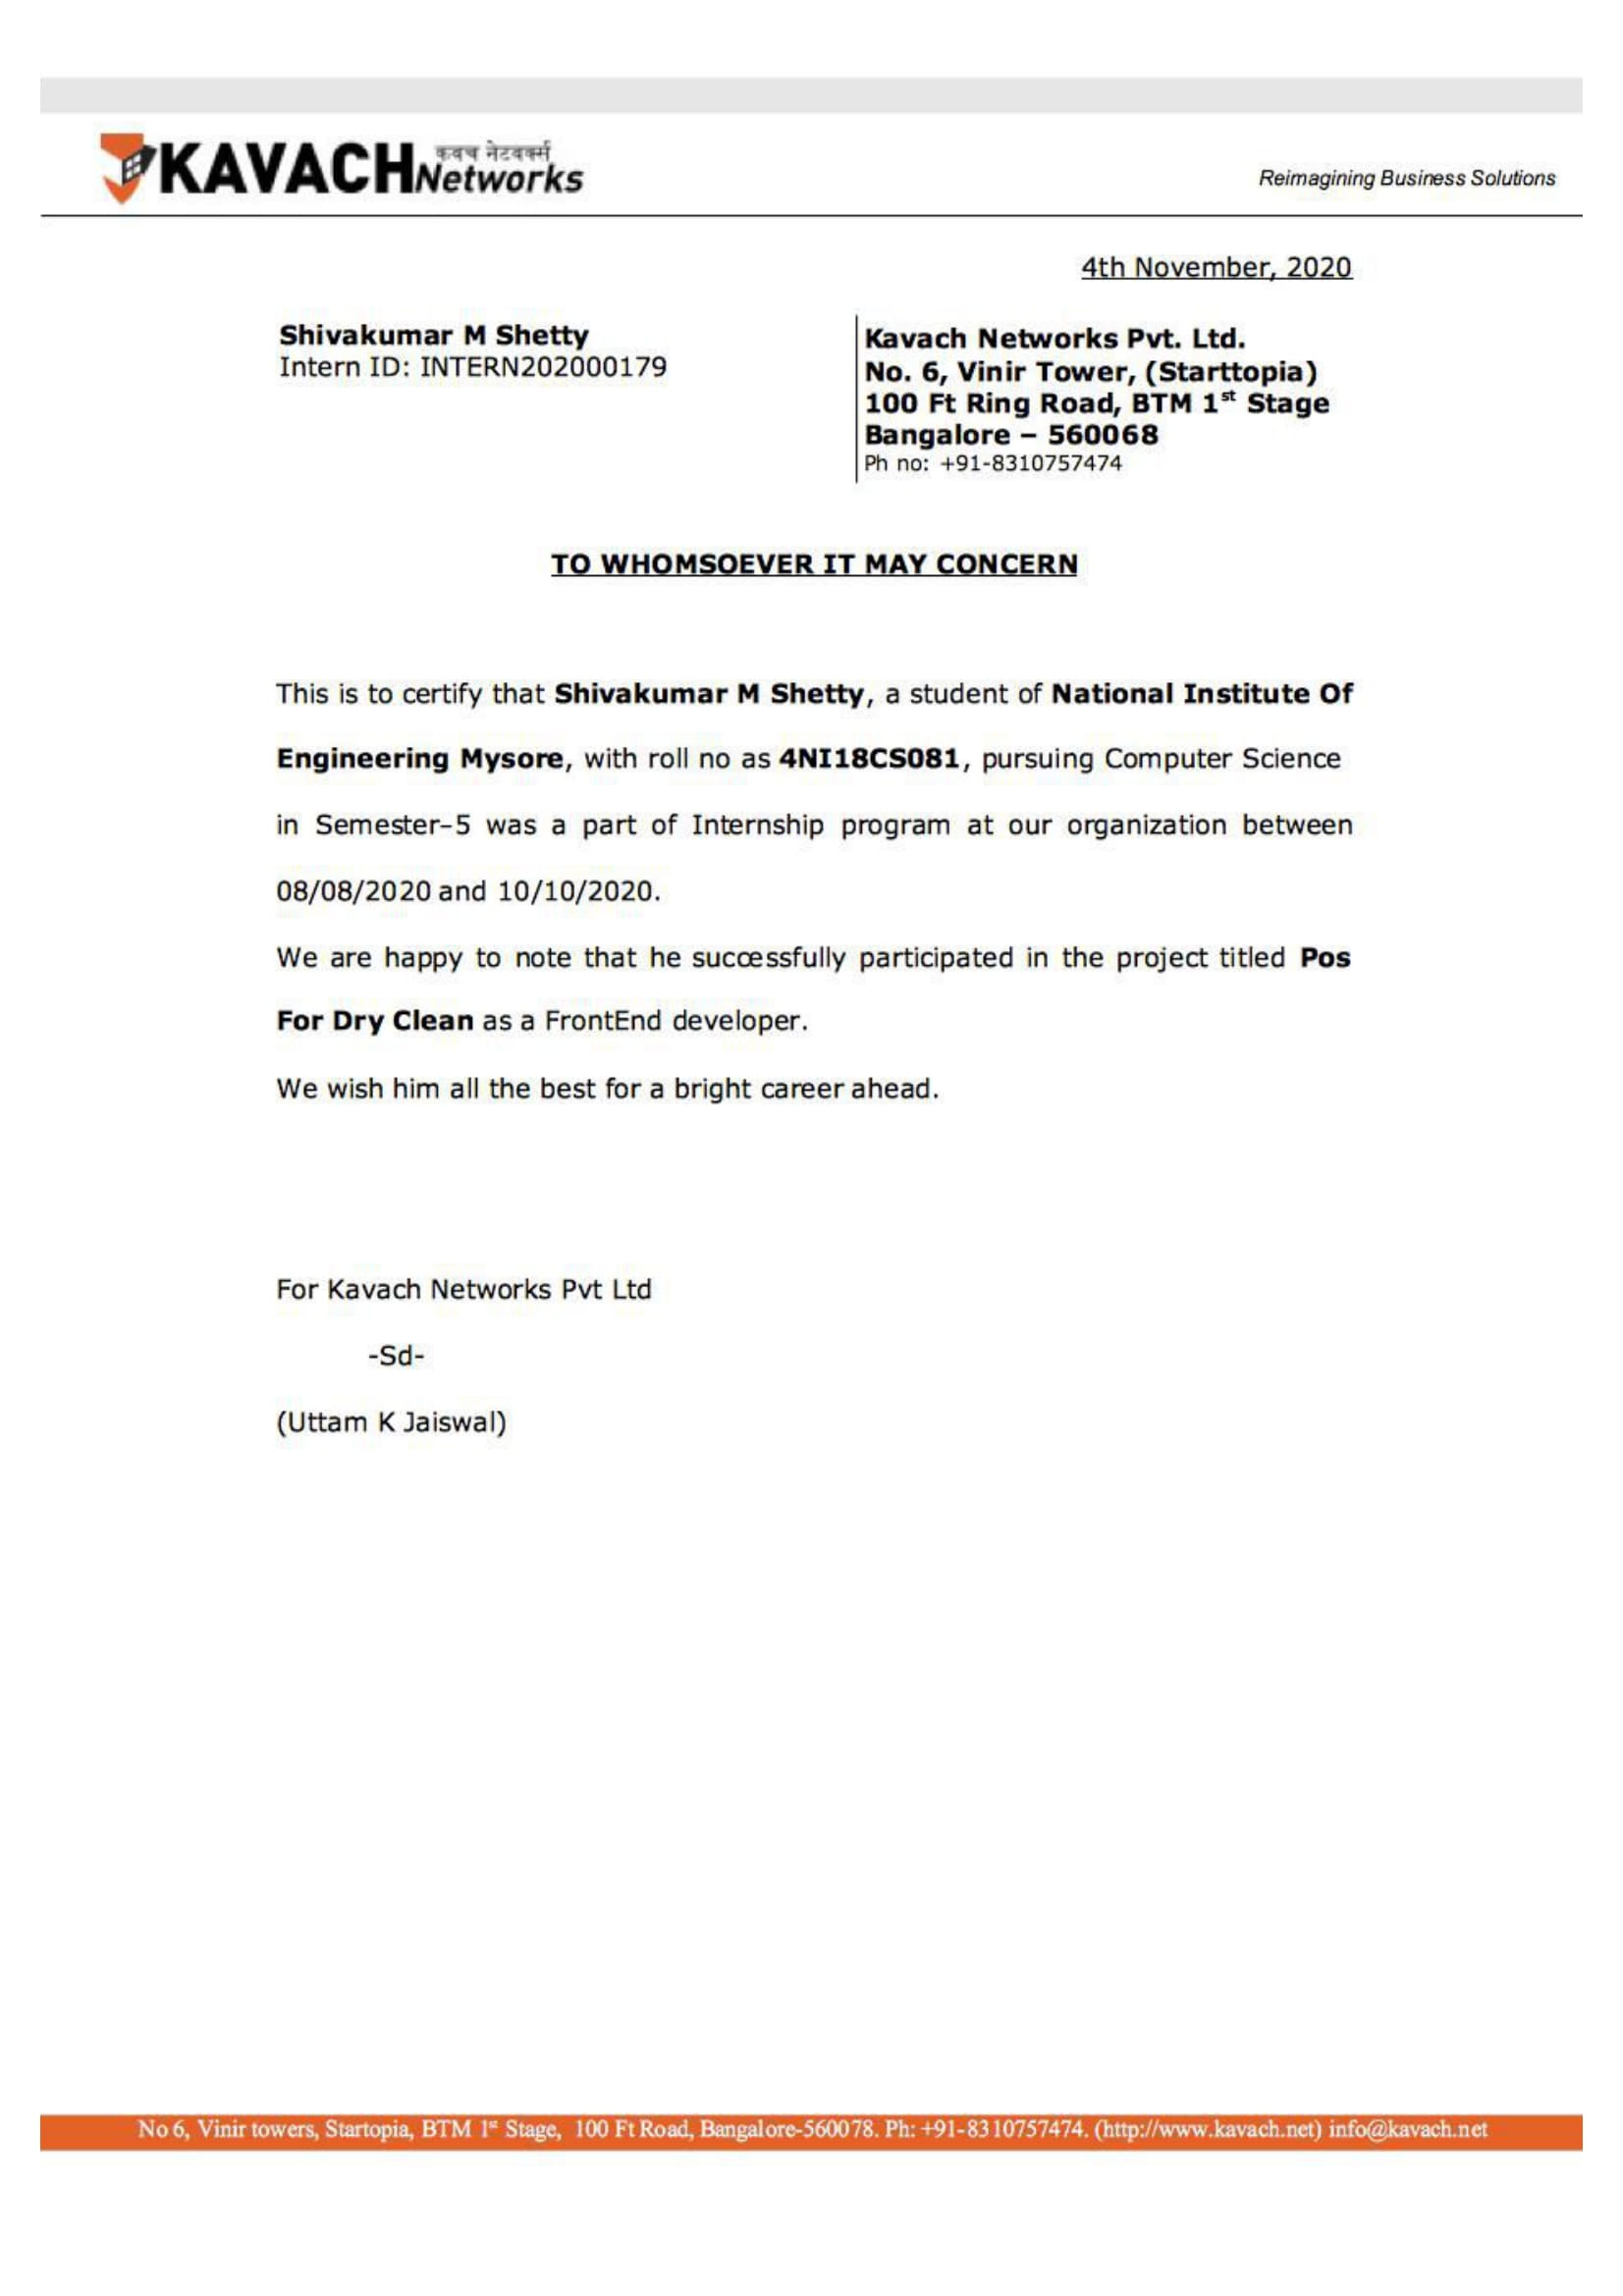 KAVACH कवच नेटवर्क्स Networks
Reimagining Business Solutions
4th November, 2020
Shivakumar M Shetty
Intern ID: INTERN202000179
Kavach Networks Pvt. Ltd.
No. 6, Vinir Tower, (Starttopia)
100 Ft Ring Road, BTM 1st Stage
Bangalore – 560068
Ph no: +91-8310757474
TO WHOMSOEVER IT MAY CONCERN
This is to certify that Shivakumar M Shetty, a student of National Institute Of
Engineering Mysore, with roll no as 4NI18CS081, pursuing Computer Science
in Semester-5 was a part of Internship program at our organization between
08/08/2020 and 10/10/2020.
We are happy to note that he successfully participated in the project titled Pos
For Dry Clean as a FrontEnd developer.
We wish him all the best for a bright career ahead.
For Kavach Networks Pvt Ltd
-Sd-
(Uttam K Jaiswal)
No 6, Vinir towers, Startopia, BTM 1st Stage, 100 Ft Road, Bangalore-560078. Ph: +91-8310757474. (http://www.kavach.net) info@kavach.net